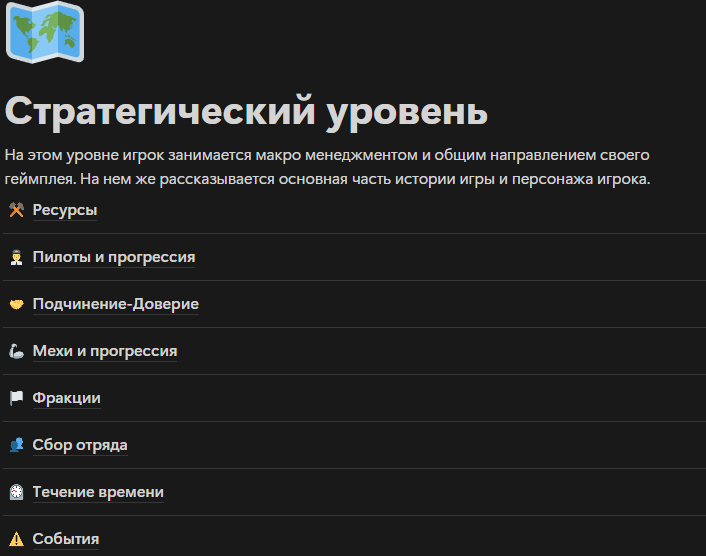 Стратегический уровень
На этом уровне игрок занимается макро менеджментом и общим направлением своего
геймплея. На нем же рассказывается основная часть истории игры и персонажа игрока.
Ресурсы
Пилоты и прогрессия
Подчинение-Доверие
Мехи и прогрессия
Фракции
Сбор отряда
Течение времени
События